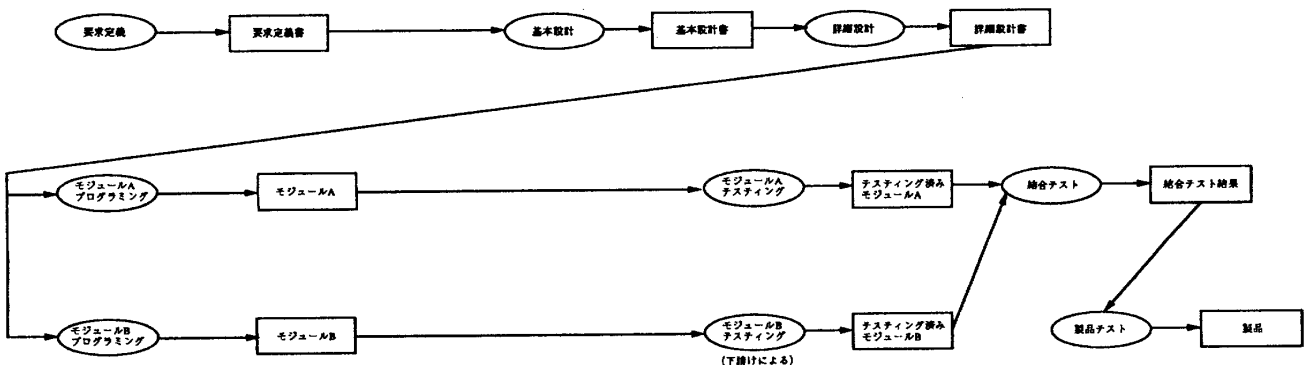 要求定義
要求定義書
基本設計
基本設計書
詳細設計
詳細設計書
モジュールA
プログラミング
モジュールA
モジュールA
テスティング
テスティング済み
モジュールA
結合テスト
結合テスト結果
モジュールB
プログラミング
モジュールB
モジュールB
テスティング
(下請けによる)
テスティング済み
モジュールB
製品テスト
製品